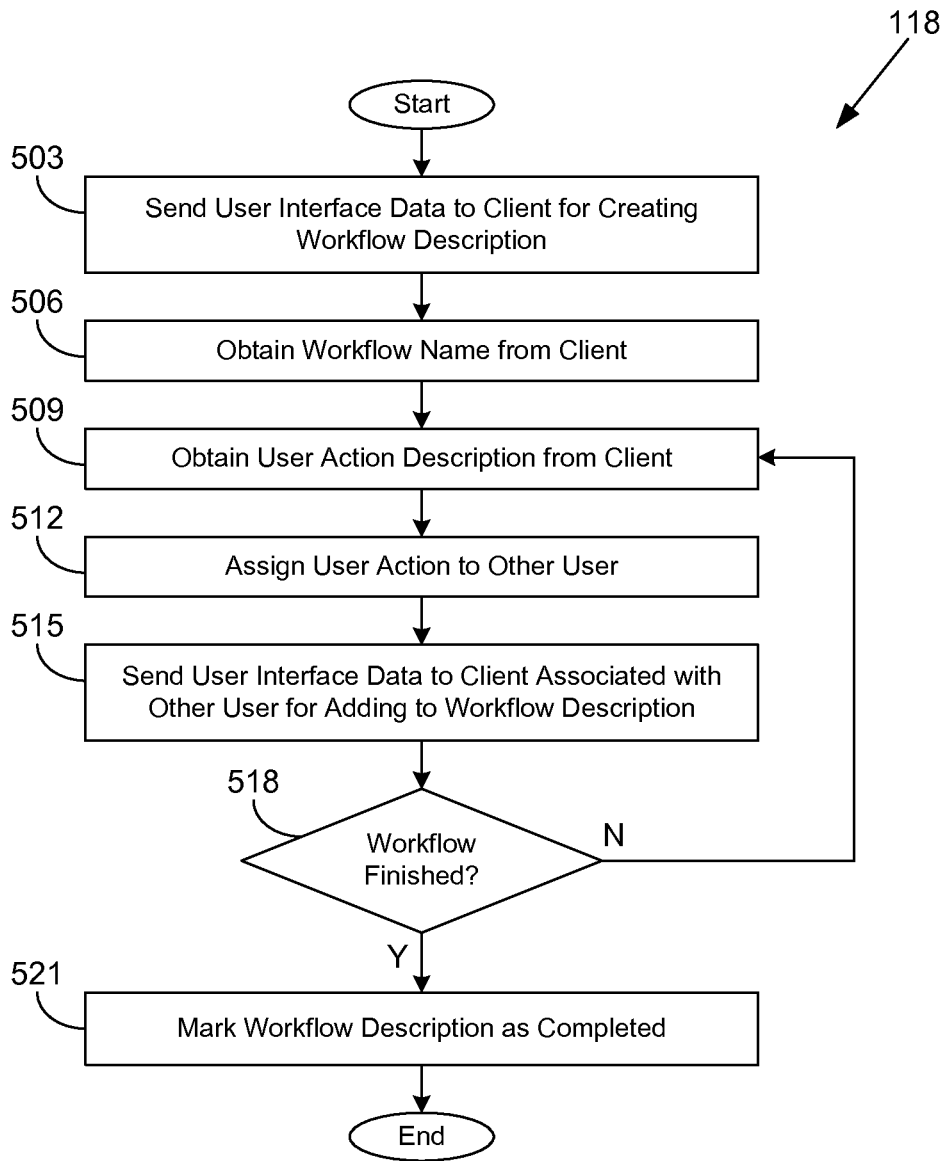 118
Start
503
Send User Interface Data to Client for Creating
Workflow Description
506
Obtain Workflow Name from Client
509
Obtain User Action Description from Client
512
Assign User Action to Other User
515
Send User Interface Data to Client Associated with
Other User for Adding to Workflow Description
518
Workflow
Finished?
N
Y
521
Mark Workflow Description as Completed
End